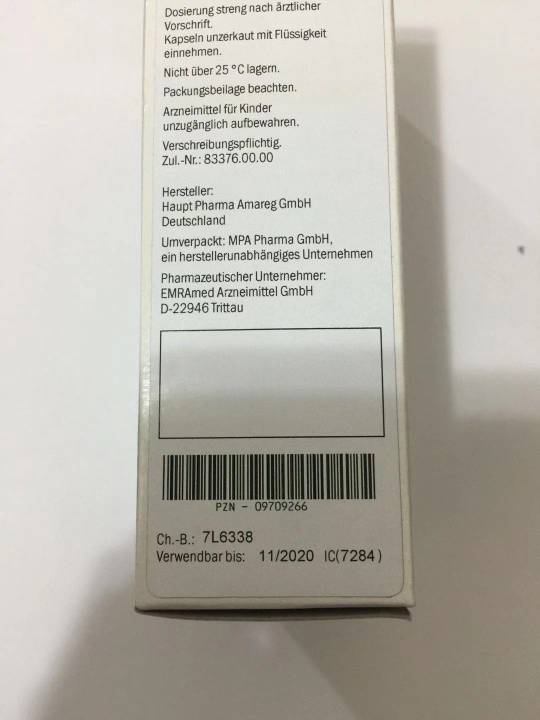 Dosierung streng nach ärztlicher
Vorschrift.
Kapseln unzerkaut mit Flüssigkeit
einnehmen.
Nicht über 25 °C lagern.
Packungsbeilage beachten.
Arzneimittel für Kinder
unzugänglich aufbewahren.
Verschreibungspflichtig.
Zul.-Nr.: 83376.00.00
Hersteller:
Haupt Pharma Amareg GmbH
Deutschland
Umverpackt: MPA Pharma GmbH,
ein herstellerunabhängiges Unternehmen
Pharmazeutischer Unternehmer:
EMRAmed Arzneimittel GmbH
D-22946 Trittau
PZN - 09709266
Ch.-B.: 7L6338
Verwendbar bis: 11/2020 IC(7284)